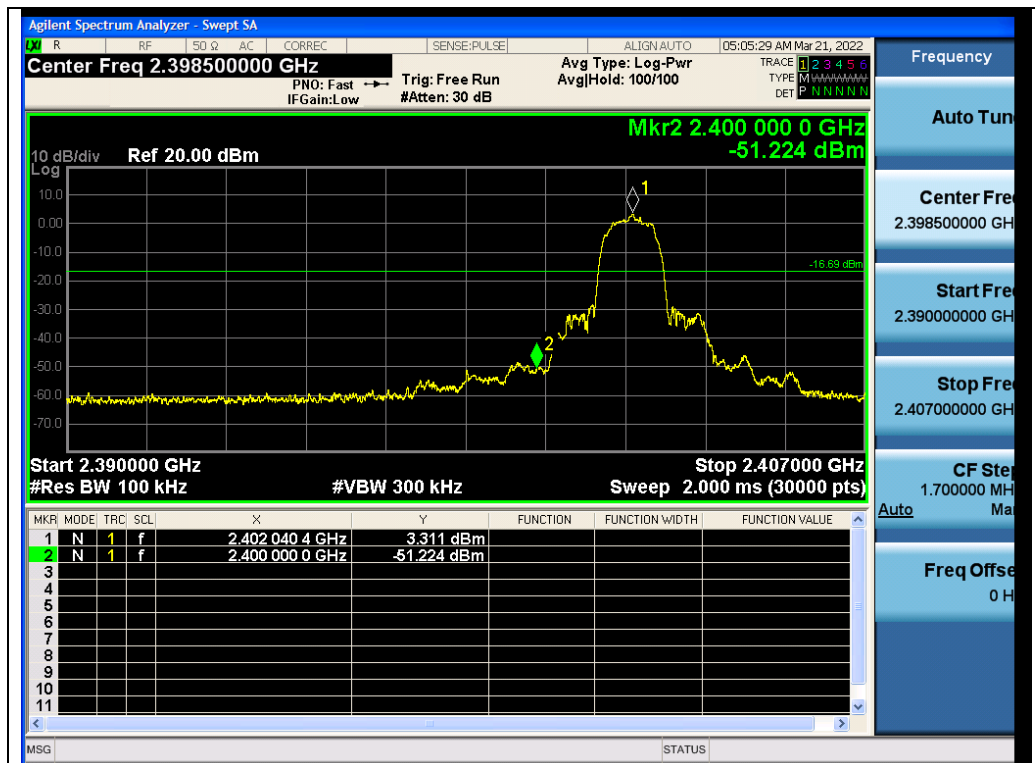 Agilent Spectrum Analyzer - Swept SA
LXI R RF 50 Ω AC CORREC SENSE:PULSE ALIGN AUTO 05:05:29 AM Mar 21, 2022
Center Freq 2.398500000 GHz
PNO: Fast
IFGain:Low
Trig: Free Run
#Atten: 30 dB
Avg Type: Log-Pwr
Avg|Hold: 100/100
TRACE 1 2 3 4 5 6
TYPE M
DET P N N N N N
Mkr2 2.400 000 0 GHz
-51.224 dBm
10 dB/div Ref 20.00 dBm
Log
10.0
0.00
-10.0
-20.0
-30.0
-40.0
-50.0
-60.0
-70.0
1
-16.69 dBm
2
Start 2.390000 GHz Stop 2.407000 GHz
#Res BW 100 kHz #VBW 300 kHz Sweep 2.000 ms (30000 pts)
MKR MODE TRC SCL X Y FUNCTION FUNCTION WIDTH FUNCTION VALUE
1 N 1 f 2.402 040 4 GHz 3.311 dBm
2 N 1 f 2.400 000 0 GHz -51.224 dBm
3
4
5
6
7
8
9
10
11
MSG STATUS
Frequency
Auto Tun
Center Fre
2.398500000 GH
Start Fre
2.390000000 GH
Stop Fre
2.407000000 GH
CF Ste
1.700000 MH
Auto Ma
Freq Offse
0 H